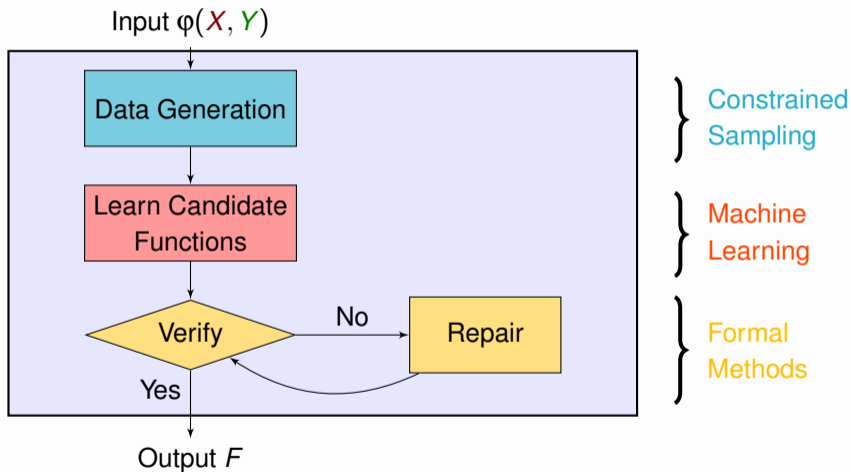 Input φ(X, Y)
Data Generation
Constrained
Sampling
Learn Candidate
Functions
Machine
Learning
Verify
No
Repair
Formal
Methods
Yes
Output F